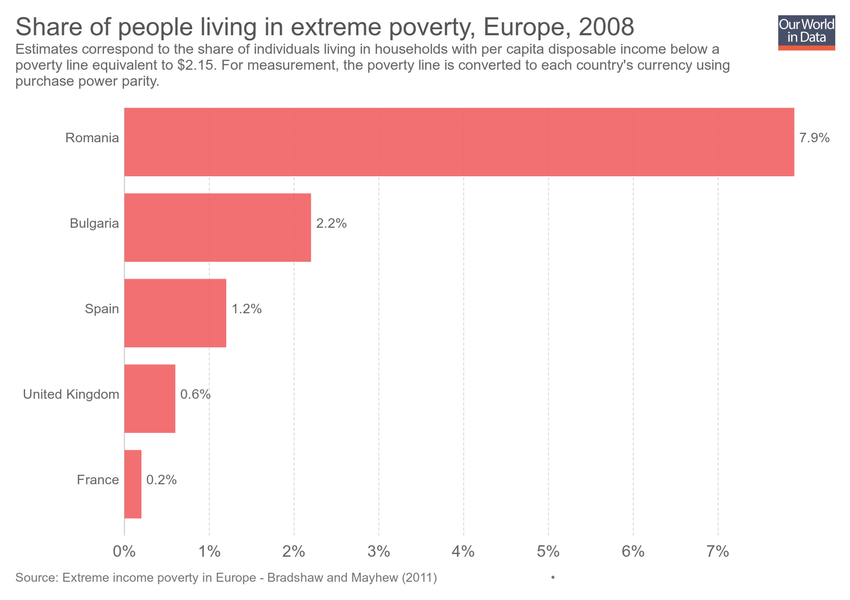 Share of people living in extreme poverty, Europe, 2008
Our World
in Data
Estimates correspond to the share of individuals living in households with per capita disposable income below a
poverty line equivalent to $2.15. For measurement, the poverty line is converted to each country's currency using
purchase power parity.
Romania 7.9%
Bulgaria 2.2%
Spain 1.2%
United Kingdom 0.6%
France 0.2%
0% 1% 2% 3% 4% 5% 6% 7%
Source: Extreme income poverty in Europe - Bradshaw and Mayhew (2011) •